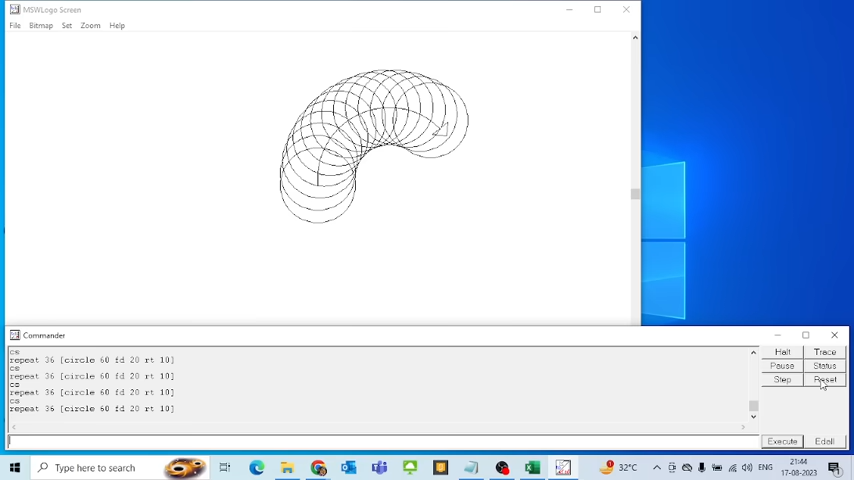 MSWLogo Screen
File Bitmap Set Zoom Help
Commander
cs
repeat 36 [circle 60 fd 20 rt 10]
cs
repeat 36 [circle 60 fd 20 rt 10]
cs
repeat 36 [circle 60 fd 20 rt 10]
cs
repeat 36 [circle 60 fd 20 rt 10]
Halt Trace
Pause Status
Step Reset
Execute Edall
Type here to search
32°C
ENG
21:44
17-08-2023
1